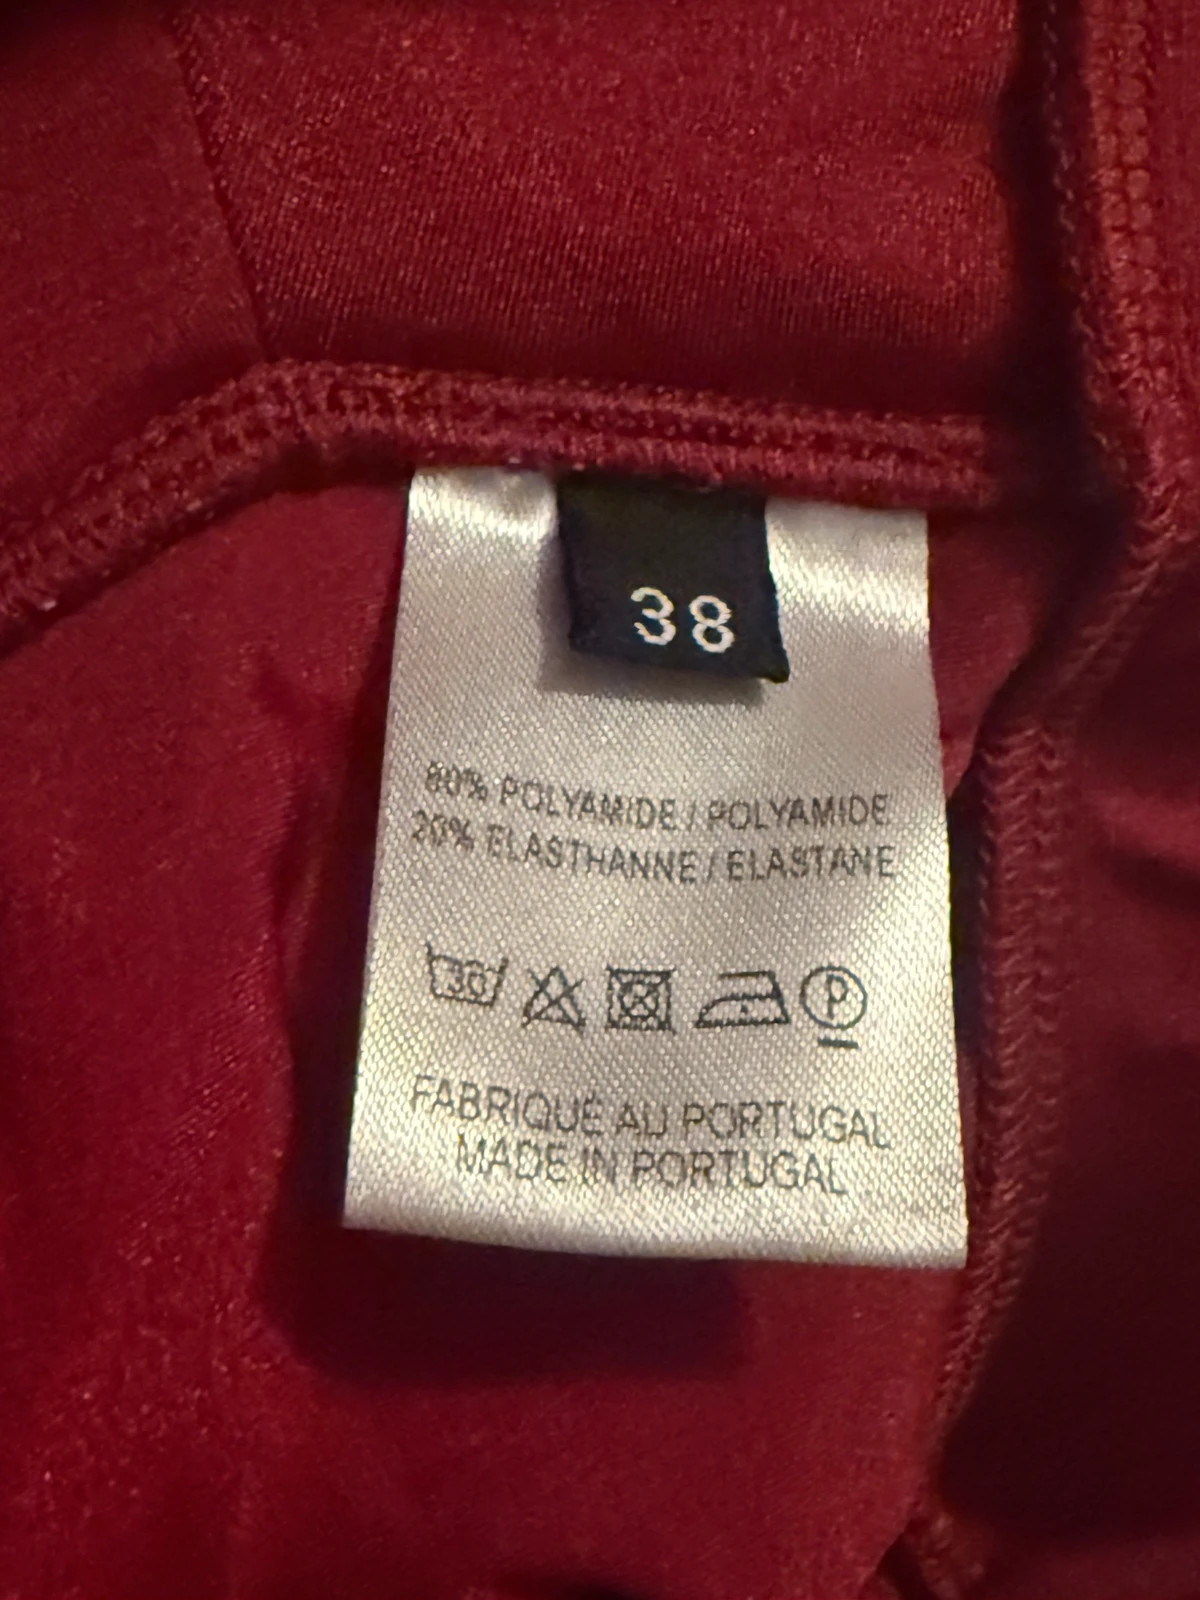 38
80% POLYAMIDE / POLYAMIDE
20% ELASTHANNE / ELASTANE
30
P
FABRIQUÉ AU PORTUGAL
MADE IN PORTUGAL